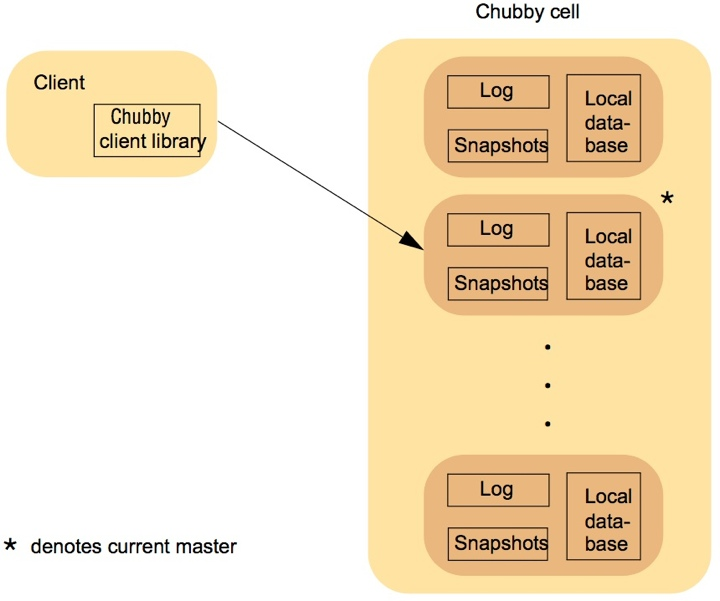 Chubby cell
Client
Chubby
client library
Log
Snapshots
Local
data-
base
*
Log
Snapshots
Local
data-
base
Log
Snapshots
Local
data-
base
* denotes current master